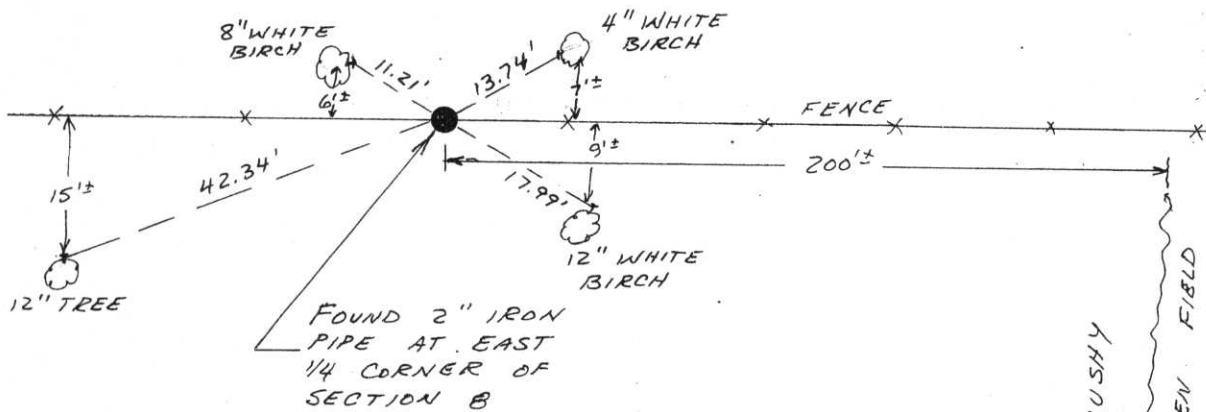 8" WHITE
BIRCH
4" WHITE
BIRCH
11.21'
13.74'
6'±
7'±
FENCE
9'±
200'±
15'±
42.34'
17.99'
12" TREE
12" WHITE
BIRCH
FOUND 2" IRON
PIPE AT EAST
1/4 CORNER OF
SECTION 8
FIELD